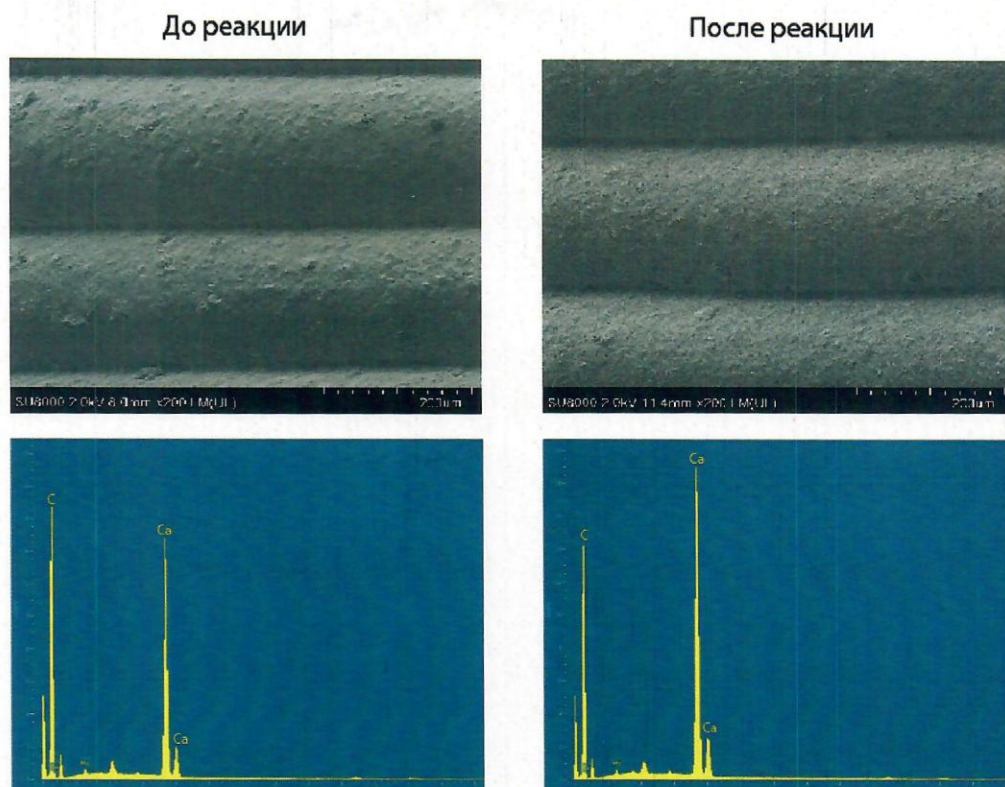 До реакции
После реакции
SU8000 2.0kV 8.0mm x200 LM(UL) 200um
SU8000 2.0kV 11.4mm x200 LM(UL) 200um
C
Ca
Ca
Ca
C
Ca